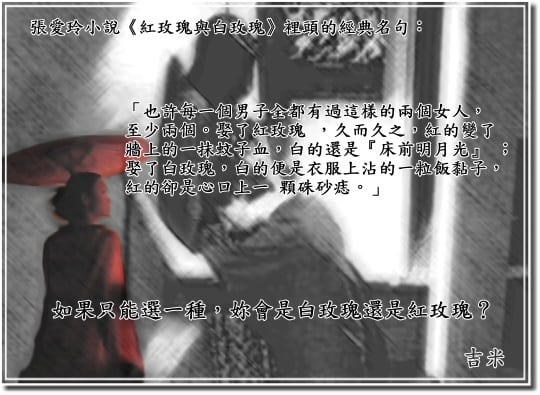 張愛玲小說《紅玫瑰與白玫瑰》裡頭的經典名句：
「也許每一個男子全都有過這樣的兩個女人，
至少兩個。娶了紅玫瑰 ，久而久之，紅的變了
牆上的一抹蚊子血，白的還是『床前明月光』；
娶了白玫瑰，白的便是衣服上沾的一粒飯黏子，
紅的卻是心口上一 顆硃砂痣。」
如果只能選一種，妳會是白玫瑰還是紅玫瑰？
吉米